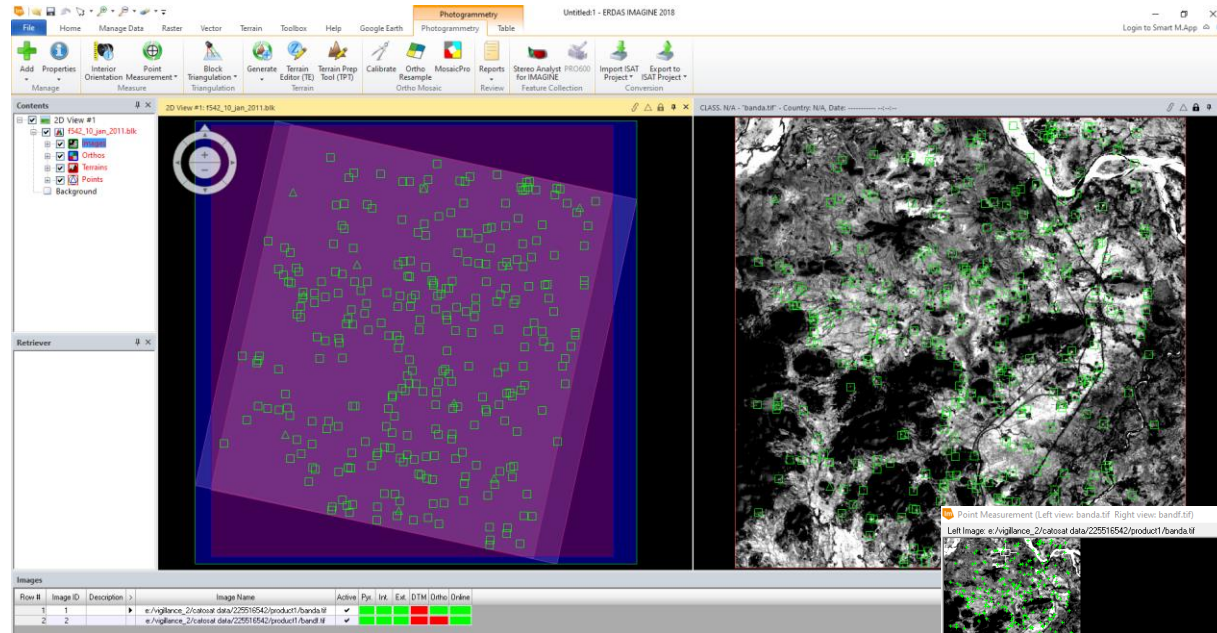 Photogrammetry
Untitled:1 - ERDAS IMAGINE 2018
File Home Manage Data Raster Vector Terrain Toolbox Help Google Earth Photogrammetry Table
Login to Smart M.App
Add Properties Interior Orientation Point Measurement Block Triangulation Generate Terrain Editor (TE) Terrain Prep Tool (TPT) Calibrate Ortho Resample MosaicPro Reports Stereo Analyst for IMAGINE PRO600 Import ISAT Project Export to ISAT Project
Manage Measure Triangulation Terrain Ortho Mosaic Review Feature Collection Conversion
Contents
2D View #1: f542_10_jan_2011.blk
CLASS. N/A - "banda.tif" - Country: N/A, Date: ----------- --:--:--
2D View #1
f542_10_jan_2011.blk
Images
Orthos
Terrains
Points
Background
Retriever
Point Measurement (Left view: banda.tif Right view: bandf.tif)
Left Image: e:/vigillance_2/catosat data/225516542/product1/banda.tif
Images
Row # Image ID Description > Image Name Active Pyr. Int. Ext. DTM Ortho Online
1 1 e:/vigillance_2/catosat data/225516542/product1/banda.tif
2 2 e:/vigillance_2/catosat data/225516542/product1/bandf.tif